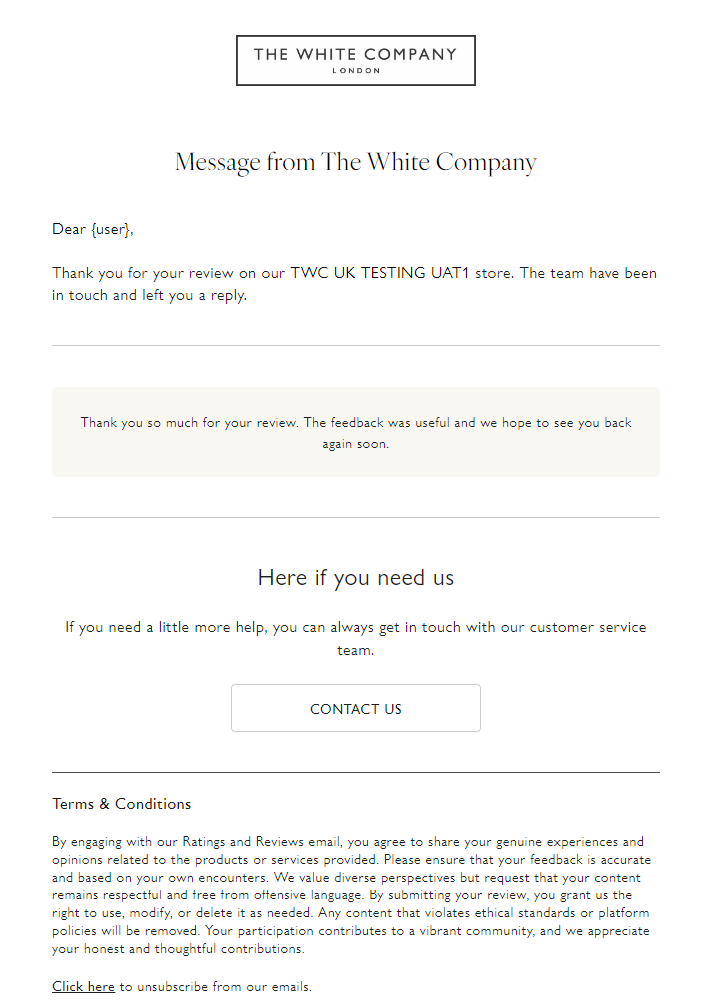 THE WHITE COMPANY
LONDON
Message from The White Company
Dear {user},
Thank you for your review on our TWC UK TESTING UAT1 store. The team have been
in touch and left you a reply.
Thank you so much for your review. The feedback was useful and we hope to see you back
again soon.
Here if you need us
If you need a little more help, you can always get in touch with our customer service
team.
CONTACT US
Terms & Conditions
By engaging with our Ratings and Reviews email, you agree to share your genuine experiences and
opinions related to the products or services provided. Please ensure that your feedback is accurate
and based on your own encounters. We value diverse perspectives but request that your content
remains respectful and free from offensive language. By submitting your review, you grant us the
right to use, modify, or delete it as needed. Any content that violates ethical standards or platform
policies will be removed. Your participation contributes to a vibrant community, and we appreciate
your honest and thoughtful contributions.
Click here to unsubscribe from our emails.